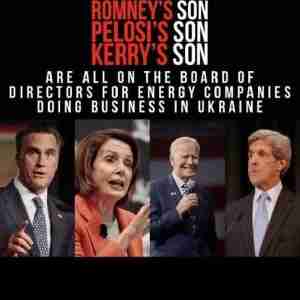 ROMNEY'S SON
PELOSI'S SON
KERRY'S SON
ARE ALL ON THE BOARD OF
DIRECTORS FOR ENERGY COMPANIES
DOING BUSINESS IN UKRAINE